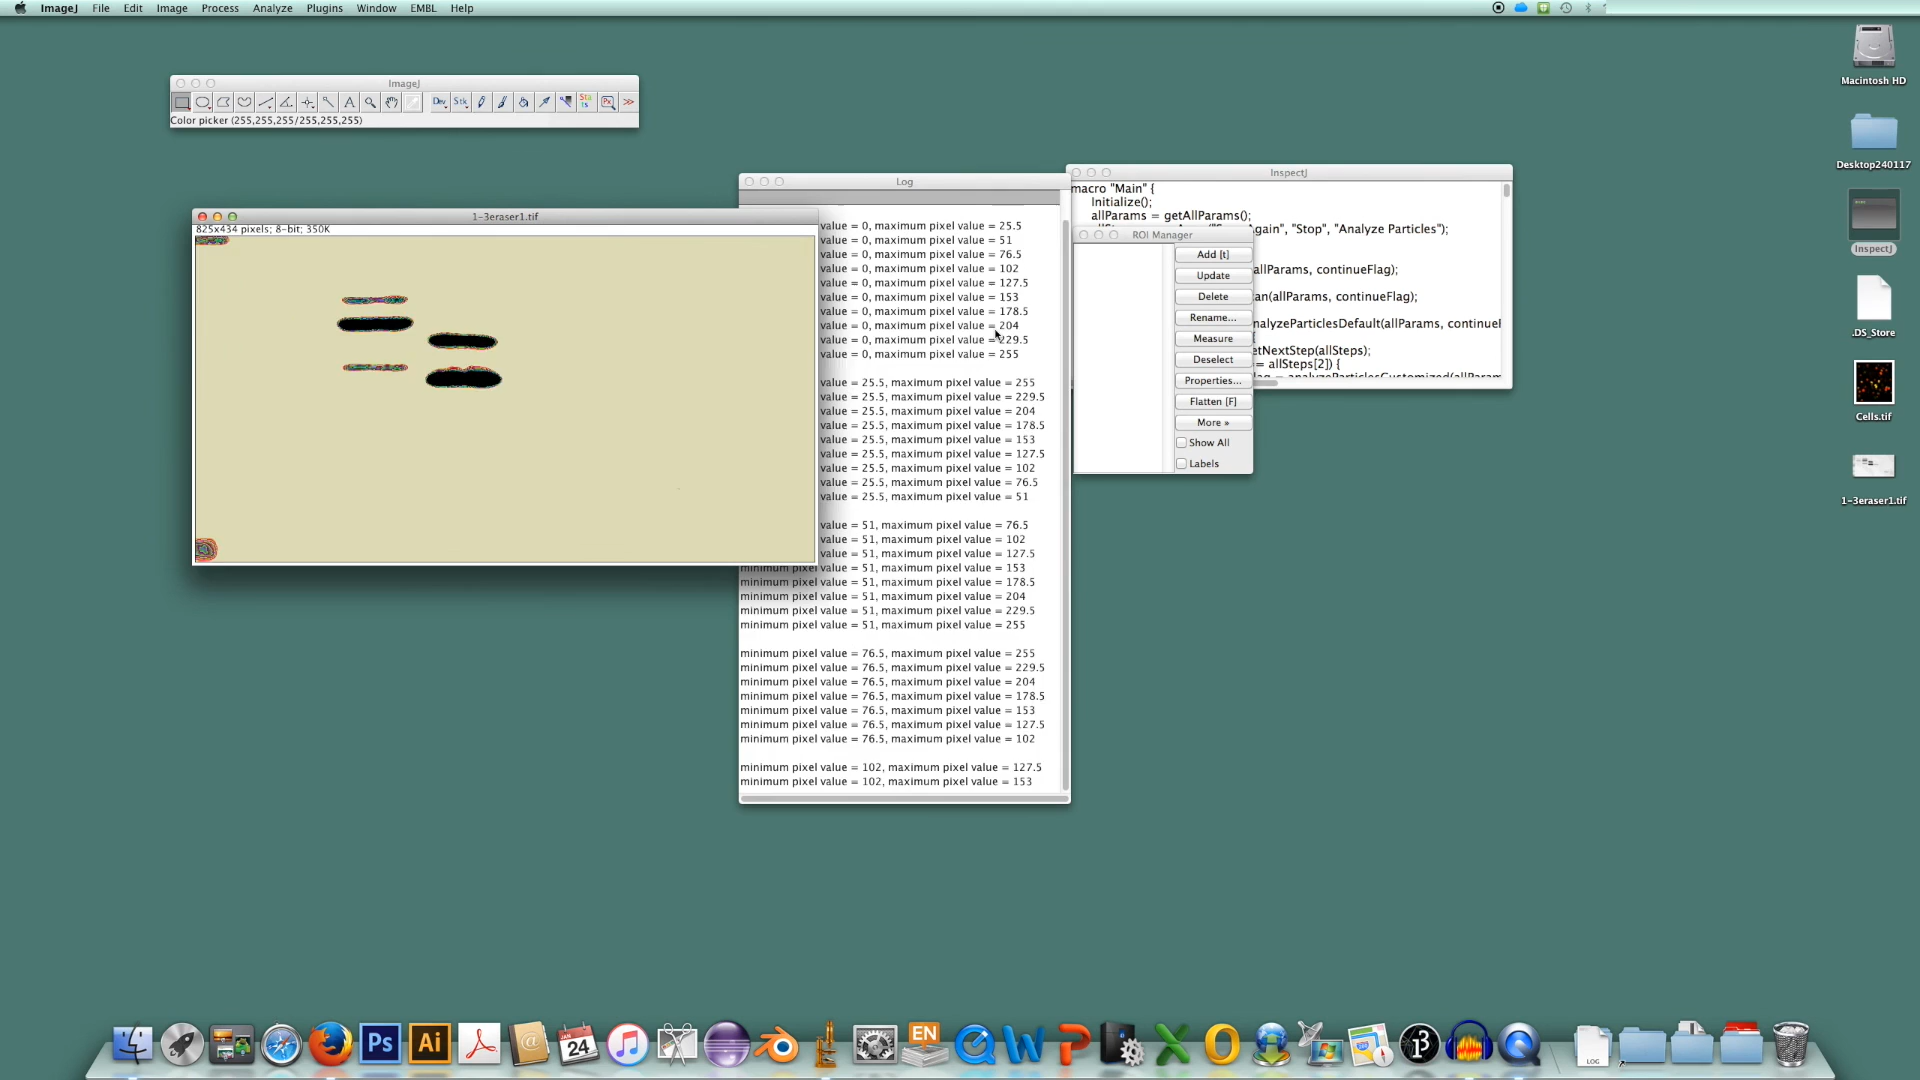 ImageJ File Edit Image Process Analyze Plugins Window EMBL Help
Macintosh HD
Desktop240117
InspectJ
.DS_Store
Cells.tif
1-3eraser1.tif
ImageJ
Dev Stk Sta ts Px >>
Color picker (255,255,255/255,255,255)
1-3eraser1.tif
825x434 pixels; 8-bit; 350K
Log
value = 0, maximum pixel value = 25.5
value = 0, maximum pixel value = 51
value = 0, maximum pixel value = 76.5
value = 0, maximum pixel value = 102
value = 0, maximum pixel value = 127.5
value = 0, maximum pixel value = 153
value = 0, maximum pixel value = 178.5
value = 0, maximum pixel value = 204
value = 0, maximum pixel value = 229.5
value = 0, maximum pixel value = 255
value = 25.5, maximum pixel value = 255
value = 25.5, maximum pixel value = 229.5
value = 25.5, maximum pixel value = 204
value = 25.5, maximum pixel value = 178.5
value = 25.5, maximum pixel value = 153
value = 25.5, maximum pixel value = 127.5
value = 25.5, maximum pixel value = 102
value = 25.5, maximum pixel value = 76.5
value = 25.5, maximum pixel value = 51
value = 51, maximum pixel value = 76.5
value = 51, maximum pixel value = 102
value = 51, maximum pixel value = 127.5
minimum pixel value = 51, maximum pixel value = 153
minimum pixel value = 51, maximum pixel value = 178.5
minimum pixel value = 51, maximum pixel value = 204
minimum pixel value = 51, maximum pixel value = 229.5
minimum pixel value = 51, maximum pixel value = 255
minimum pixel value = 76.5, maximum pixel value = 255
minimum pixel value = 76.5, maximum pixel value = 229.5
minimum pixel value = 76.5, maximum pixel value = 204
minimum pixel value = 76.5, maximum pixel value = 178.5
minimum pixel value = 76.5, maximum pixel value = 153
minimum pixel value = 76.5, maximum pixel value = 127.5
minimum pixel value = 76.5, maximum pixel value = 102
minimum pixel value = 102, maximum pixel value = 127.5
minimum pixel value = 102, maximum pixel value = 153
InspectJ
macro "Main" {
Initialize();
allParams = getAllParams();
Again", "Stop", "Analyze Particles");
allParams, continueFlag);
an(allParams, continueFlag);
nalyzeParticlesDefault(allParams, continueF
etNextStep(allSteps);
= allSteps[2]) {
ROI Manager
Add [t]
Update
Delete
Rename...
Measure
Deselect
Properties...
Flatten [F]
More »
Show All
Labels
Ps
Ai
JAN
24
EN
LOG